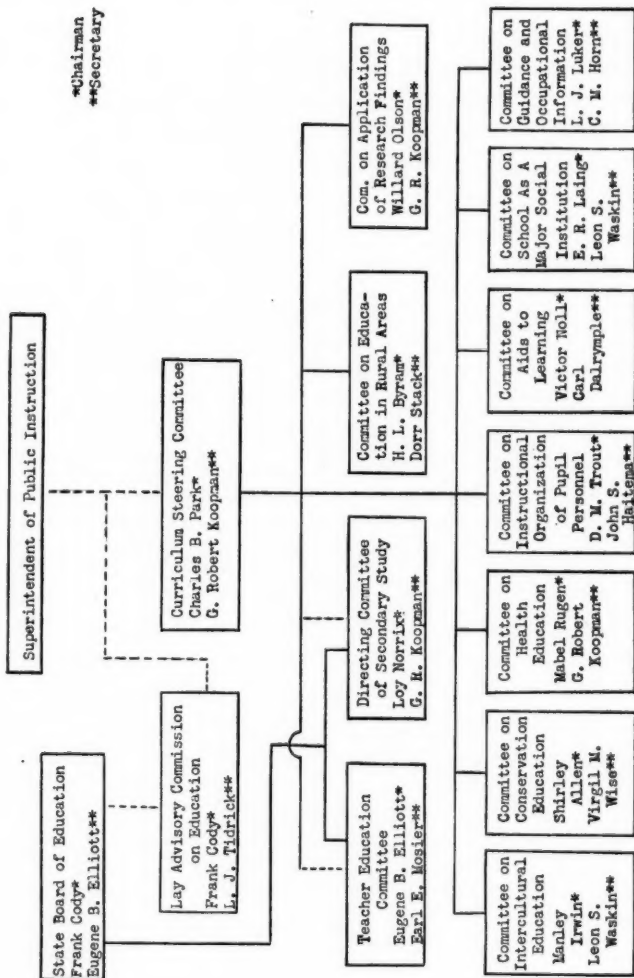 *Chairman
**Secretary
Superintendent of Public Instruction
State Board of Education
Frank Cody*
Eugene B. Elliott**
Lay Advisory Commission
on Education
Frank Cody*
L. J. Tidrick**
Curriculum Steering Committee
Charles B. Park*
G. Robert Koopman**
Teacher Education
Committee
Eugene B. Elliott*
Earl E. Mosier**
Directing Committee
of Secondary Study
Loy Norrix*
G. R. Koopman**
Committee on Educa-
tion in Rural Areas
H. L. Byram*
Dorr Stack**
Com. on Application
of Research Findings
Willard Olson*
G. R. Koopman**
Committee on
Intercultural
Education
Manley
Irwin*
Leon S.
Waskin**
Committee on
Conservation
Education
Shirley
Allen*
Virgil M.
Wise**
Committee on
Health
Education
Mabel Rugen*
G. Robert
Koopman**
Committee on
Instructional
Organization
of Pupil
Personnel
D. M. Trout*
John S.
Haitema**
Committee on
Aids to
Learning
Victor Noll*
Carl
Dalrymple**
Committee on
School As A
Major Social
Institution
E. R. Laing*
Leon S.
Waskin**
Committee on
Guidance and
Occupational
Information
L. J. Luker*
C. M. Horn**